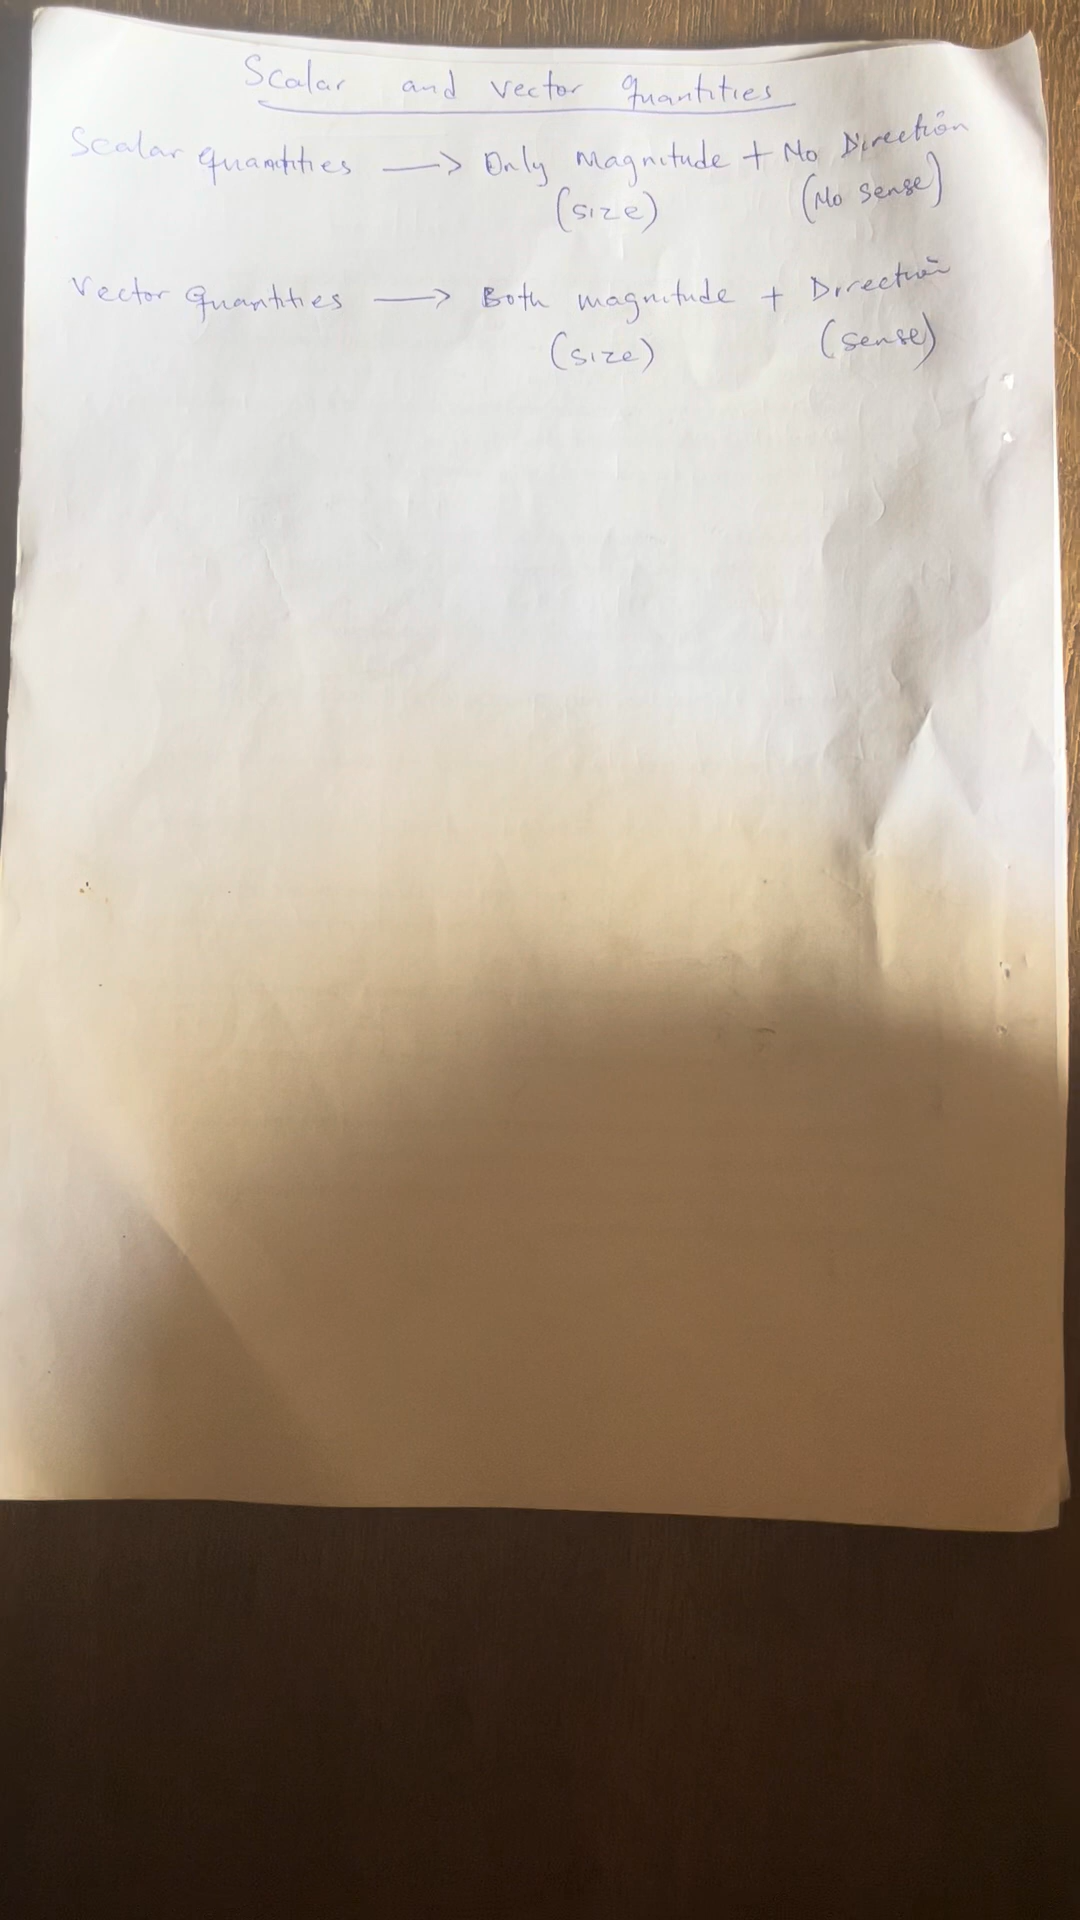 Scalar and vector quantities
Scalar quantities → Only magnitude + No Direction
(size) (No sense)
Vector quantities → Both magnitude + Direction
(size) (sense)